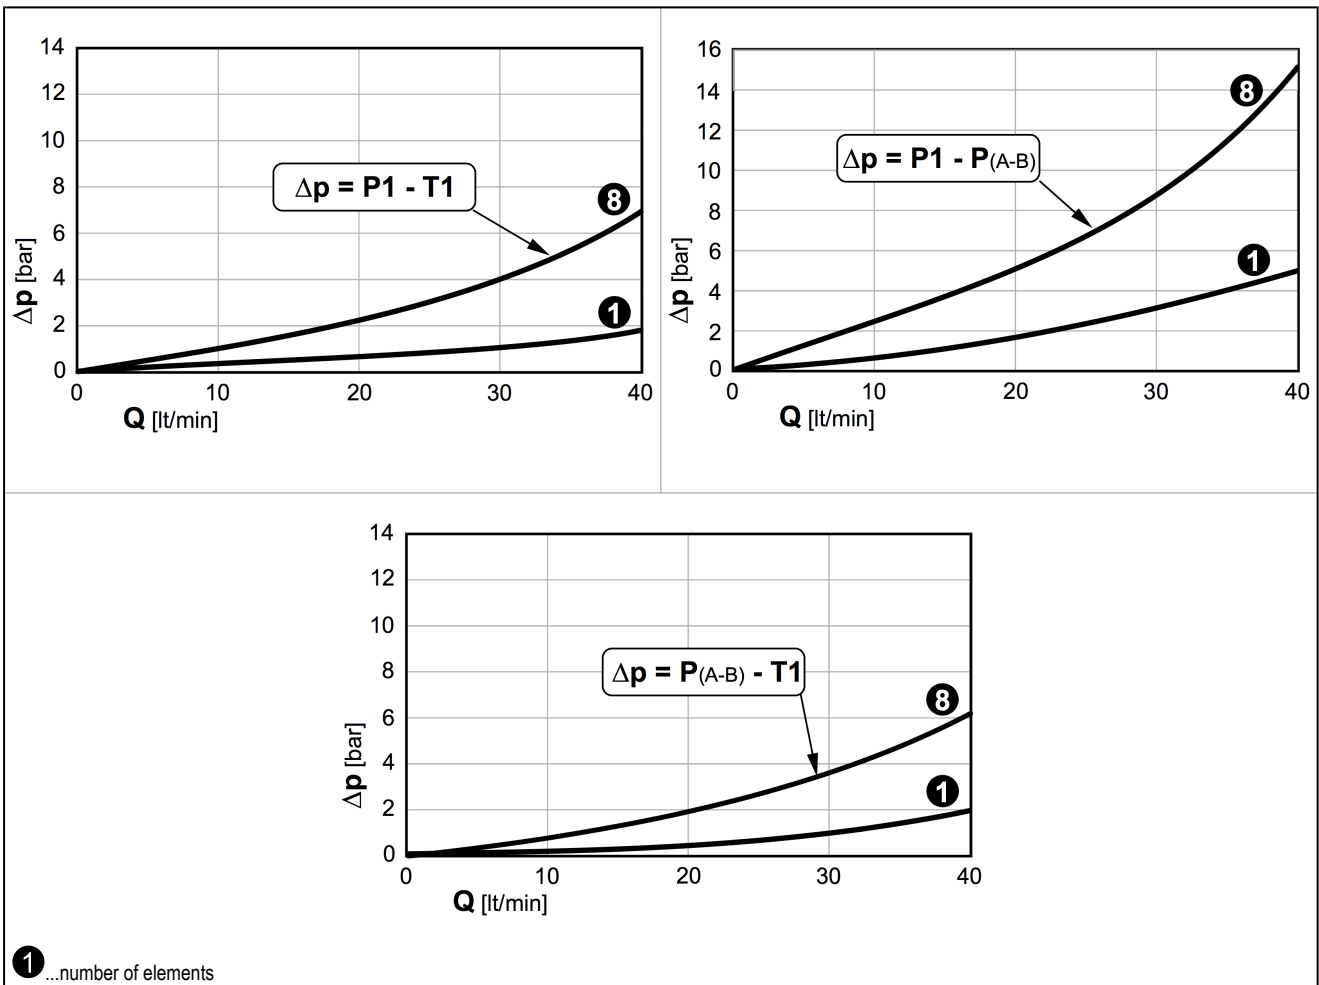 14
12
10
8
6
4
2
0
Δp [bar]
Δp = P1 - T1
8
1
0 10 20 30 40
Q [lt/min]
16
14
12
10
8
6
4
2
0
Δp [bar]
Δp = P1 - P(A-B)
8
1
0 10 20 30 40
Q [lt/min]
14
12
10
8
6
4
2
0
Δp [bar]
Δp = P(A-B) - T1
8
1
0 10 20 30 40
Q [lt/min]
1 ...number of elements